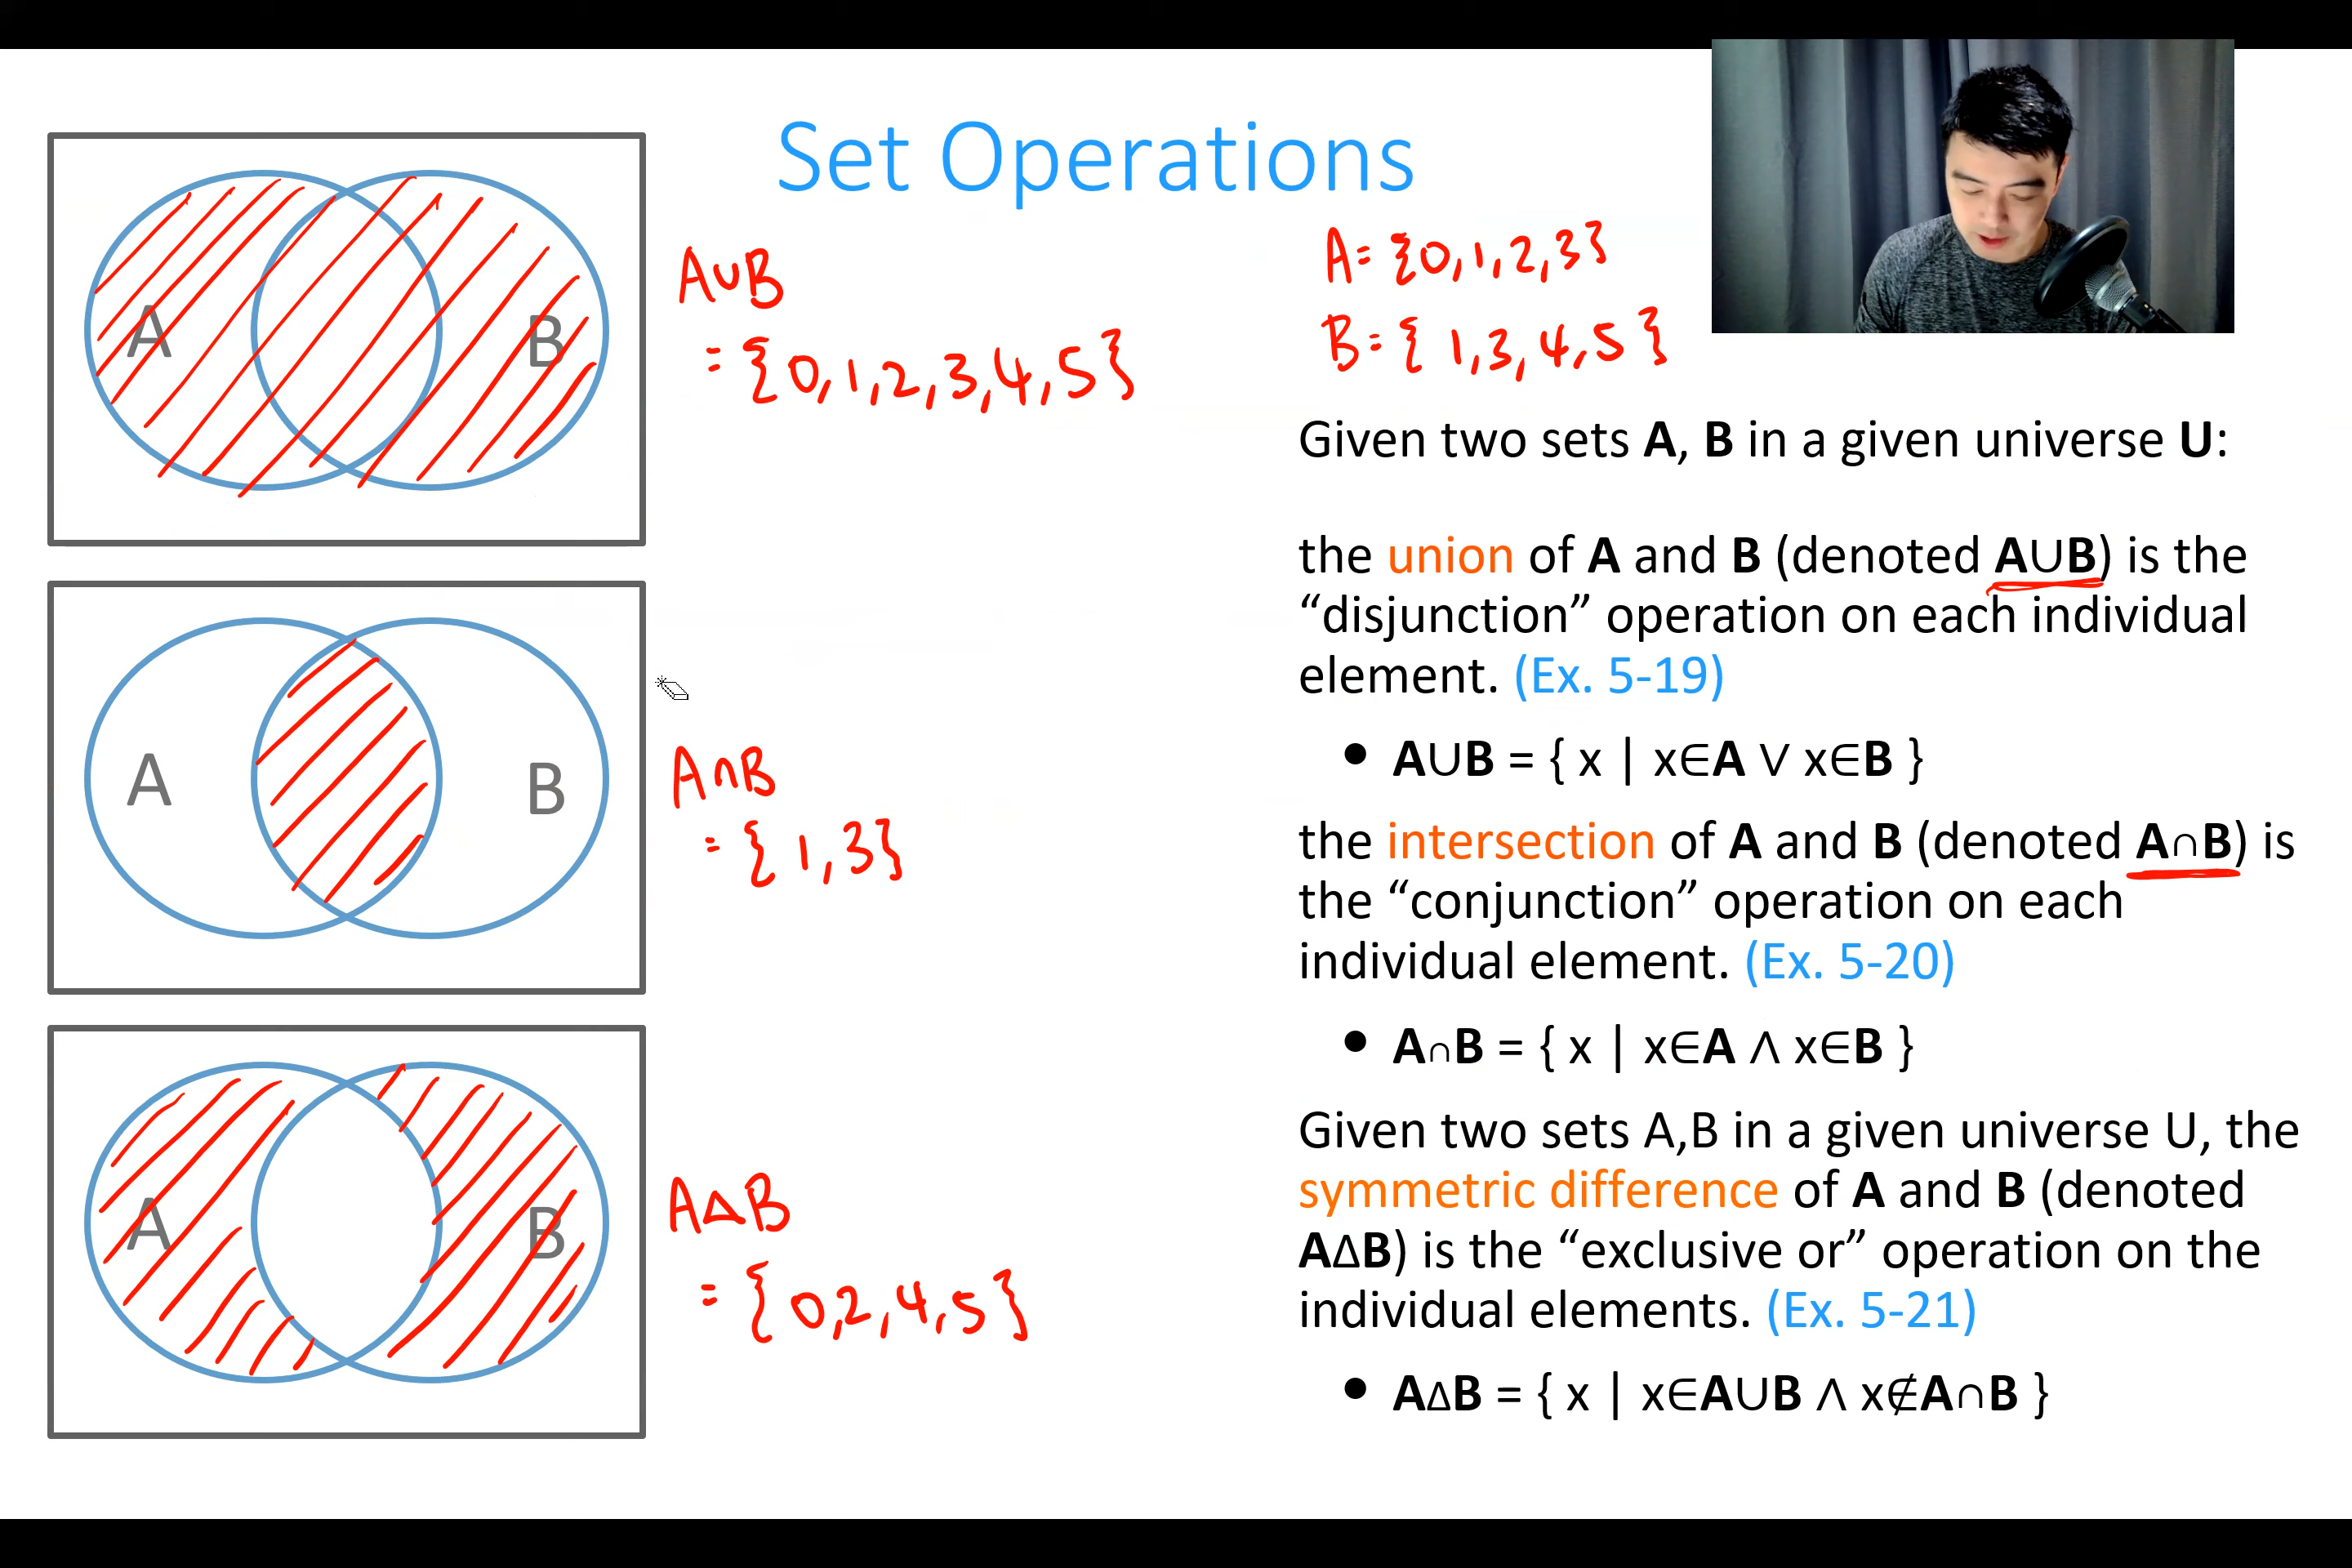 Set Operations
A
B
A∪B
= {0,1,2,3,4,5}
A
B
A∩B
= {1,3}
A
B
A∆B
= {0,2,4,5}
A= {0,1,2,3}
B= {1,3,4,5}
Given two sets A, B in a given universe U:
the union of A and B (denoted A∪B) is the
“disjunction” operation on each individual
element. (Ex. 5-19)
• A∪B = { x | x∈A ∨ x∈B }
the intersection of A and B (denoted A∩B) is
the “conjunction” operation on each
individual element. (Ex. 5-20)
• A∩B = { x | x∈A ∧ x∈B }
Given two sets A,B in a given universe U, the
symmetric difference of A and B (denoted
A∆B) is the “exclusive or” operation on the
individual elements. (Ex. 5-21)
• A∆B = { x | x∈A∪B ∧ x∉A∩B }